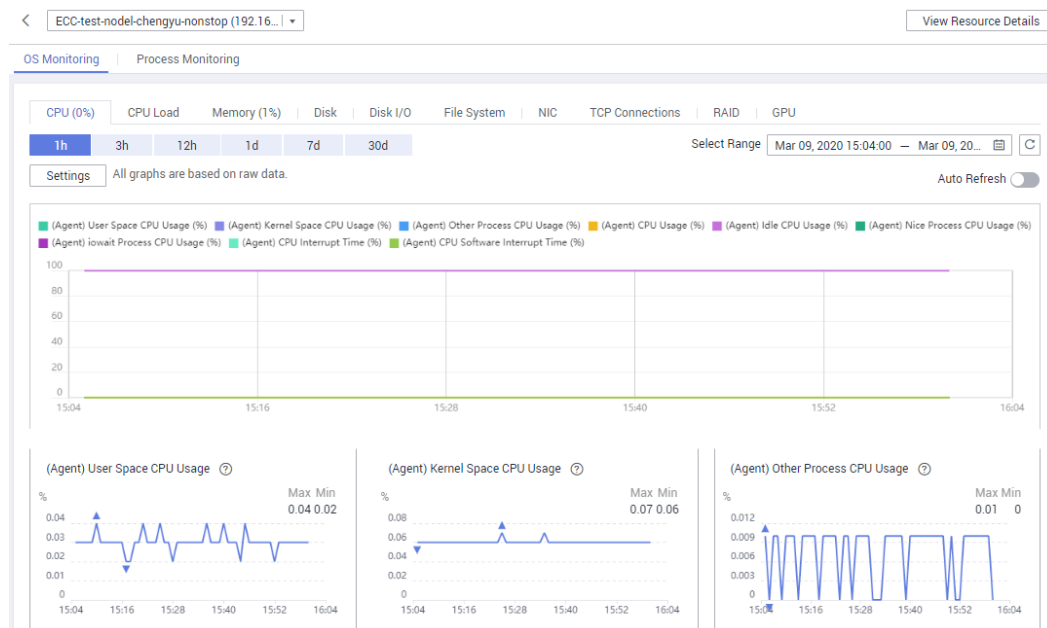 ECC-test-nodel-chengyu-nonstop (192.16...
View Resource Details
OS Monitoring Process Monitoring
CPU (0%) CPU Load Memory (1%) Disk Disk I/O File System NIC TCP Connections RAID GPU
1h 3h 12h 1d 7d 30d Select Range Mar 09, 2020 15:04:00 — Mar 09, 20...
Settings All graphs are based on raw data. Auto Refresh
(Agent) User Space CPU Usage (%) (Agent) Kernel Space CPU Usage (%) (Agent) Other Process CPU Usage (%) (Agent) CPU Usage (%) (Agent) Idle CPU Usage (%) (Agent) Nice Process CPU Usage (%)
(Agent) iowait Process CPU Usage (%) (Agent) CPU Interrupt Time (%) (Agent) CPU Software Interrupt Time (%)
100
80
60
40
20
0
15:04 15:16 15:28 15:40 15:52 16:04
(Agent) User Space CPU Usage ?
% Max Min
0.04 0.02
0.04
0.03
0.02
0.01
0
15:04 15:16 15:28 15:40 15:52 16:04
(Agent) Kernel Space CPU Usage ?
% Max Min
0.07 0.06
0.08
0.06
0.04
0.02
0
15:04 15:16 15:28 15:40 15:52 16:04
(Agent) Other Process CPU Usage ?
% Max Min
0.01 0
0.012
0.009
0.006
0.003
0
15:04 15:16 15:28 15:40 15:52 16:04